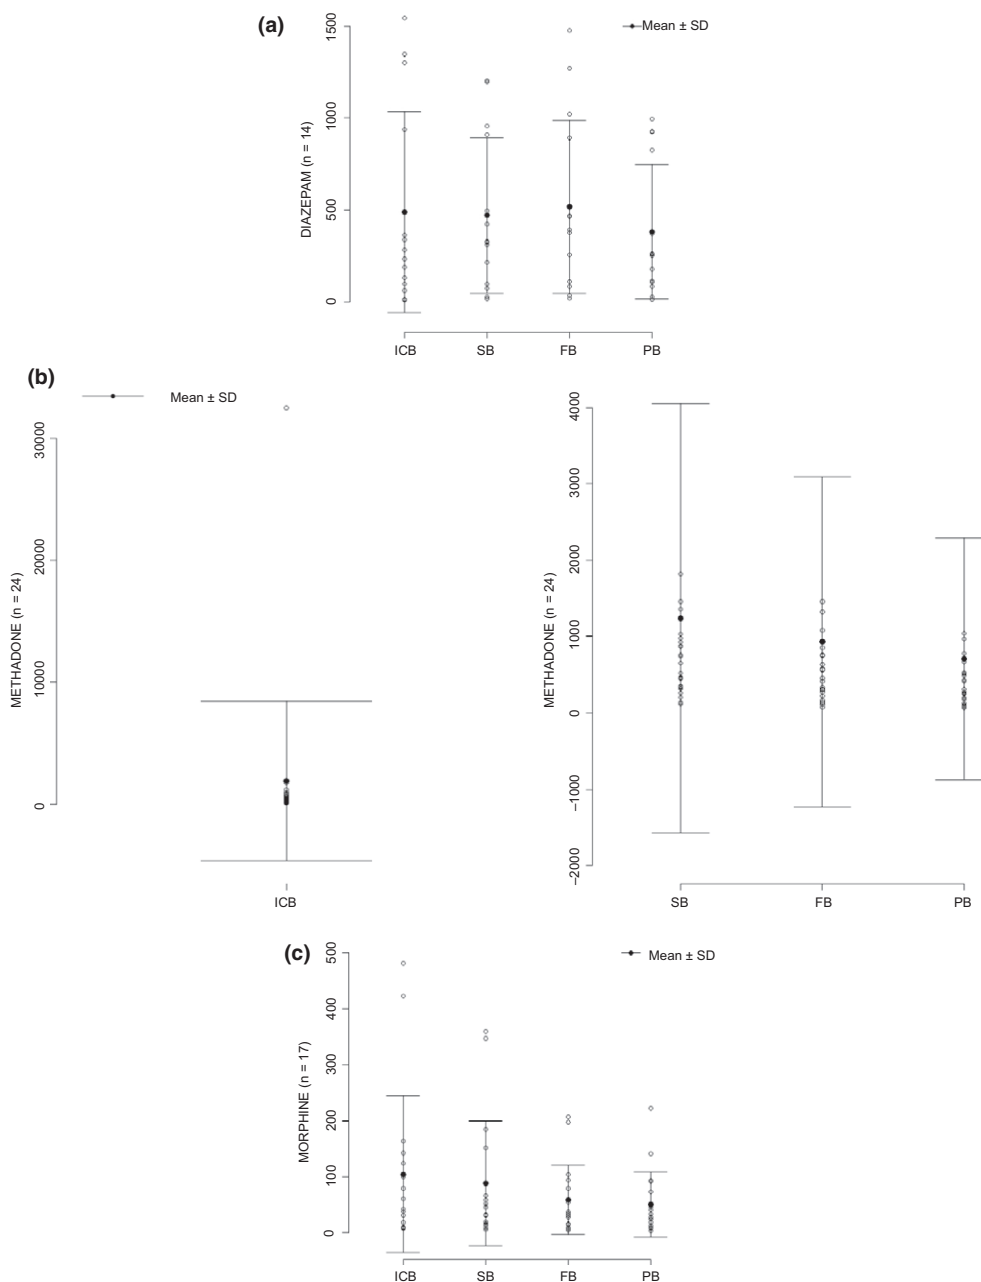 (a)
Mean ± SD
DIAZEPAM (n = 14)
1500
1000
500
0
ICB SB FB PB
(b)
Mean ± SD
METHADONE (n = 24)
30000
20000
10000
0
ICB
METHADONE (n = 24)
4000
3000
2000
1000
0
−1000
−2000
SB FB PB
(c)
Mean ± SD
MORPHINE (n = 17)
500
400
300
200
100
0
ICB SB FB PB